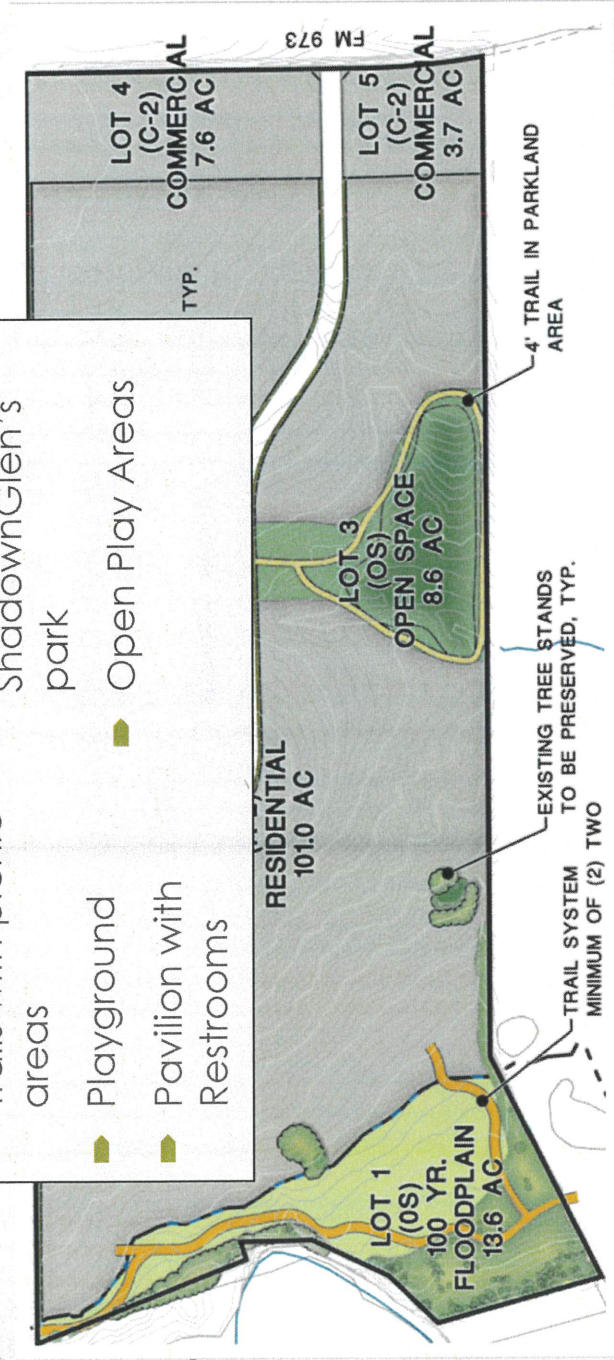 areas
Playground
Pavilion with
Restrooms
ShadownGlen's
park
Open Play Areas
FM 973
LOT 4
(C-2)
COMMERCIAL
7.6 AC
TYP.
LOT 5
(C-2)
COMMERCIAL
3.7 AC
4' TRAIL IN PARKLAND
AREA
LOT 3
(OS)
OPEN SPACE
8.6 AC
RESIDENTIAL
101.0 AC
EXISTING TREE STANDS
TO BE PRESERVED, TYP.
TRAIL SYSTEM
MINIMUM OF (2) TWO
LOT 1
(OS)
100 YR.
FLOODPLAIN
13.6 AC